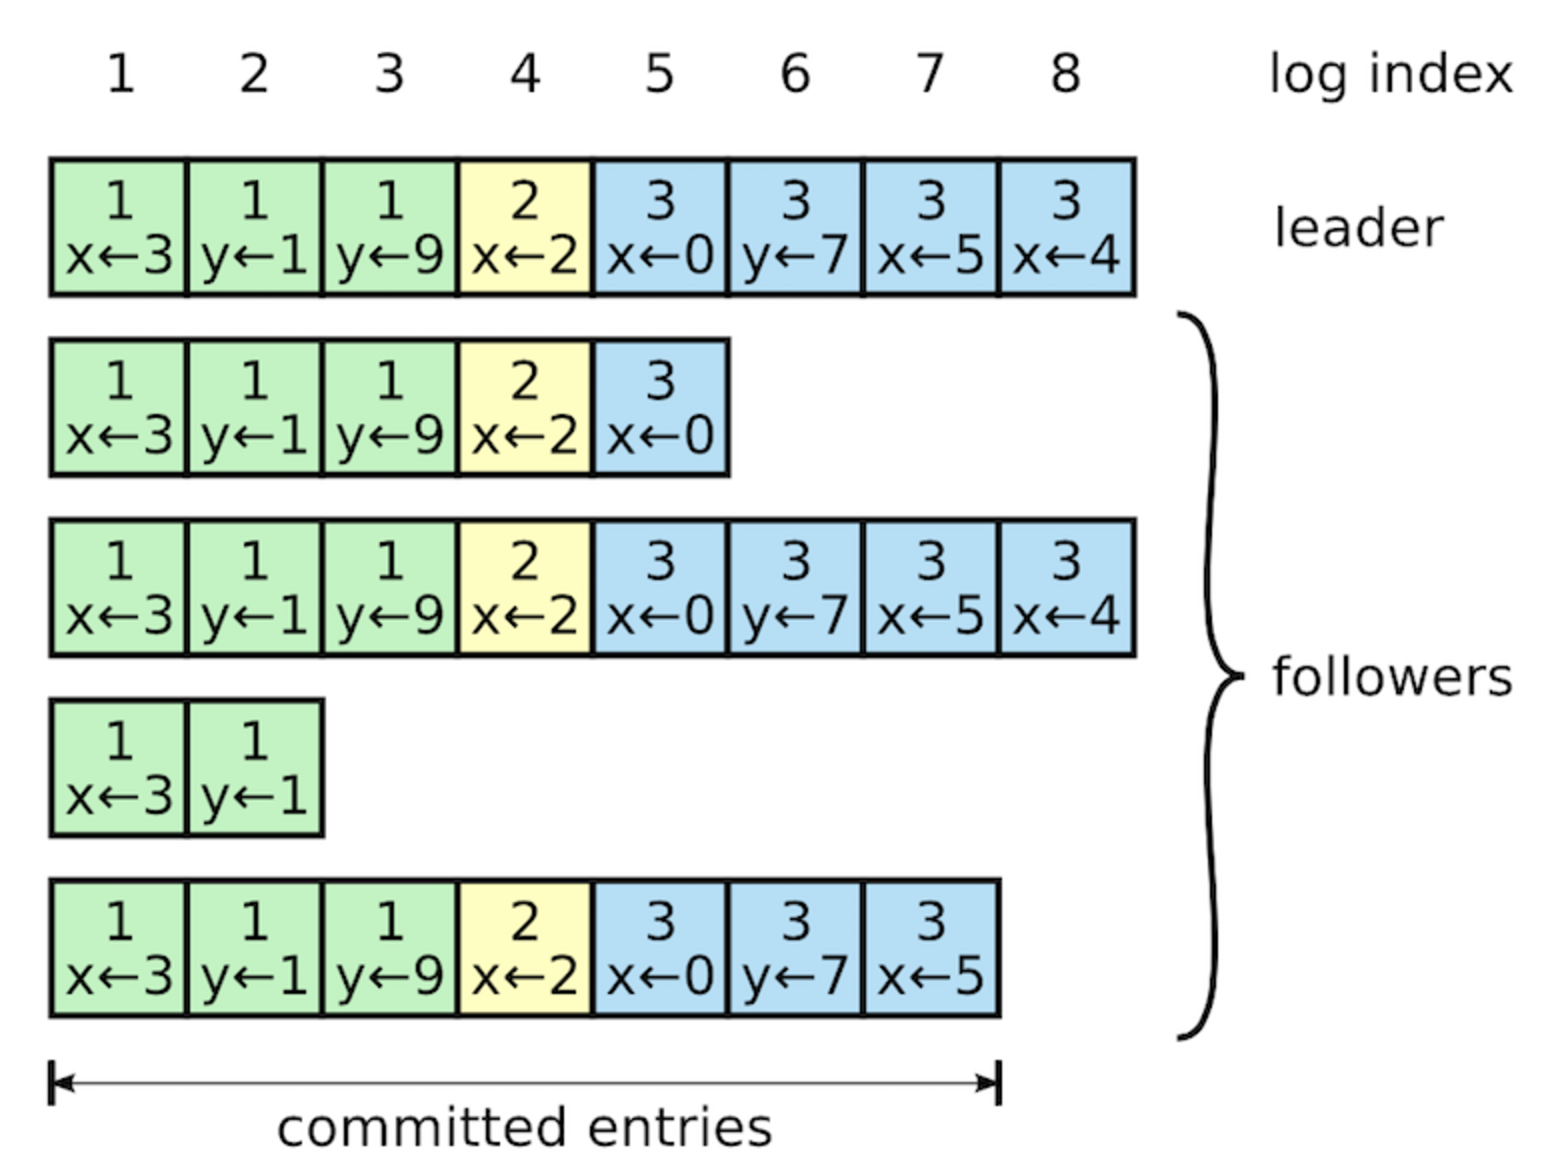 1 2 3 4 5 6 7 8 log index
1 1 1 2 3 3 3 3
x←3 y←1 y←9 x←2 x←0 y←7 x←5 x←4
leader
1 1 1 2 3
x←3 y←1 y←9 x←2 x←0
1 1 1 2 3 3 3 3
x←3 y←1 y←9 x←2 x←0 y←7 x←5 x←4
followers
1 1
x←3 y←1
1 1 1 2 3 3 3
x←3 y←1 y←9 x←2 x←0 y←7 x←5
committed entries